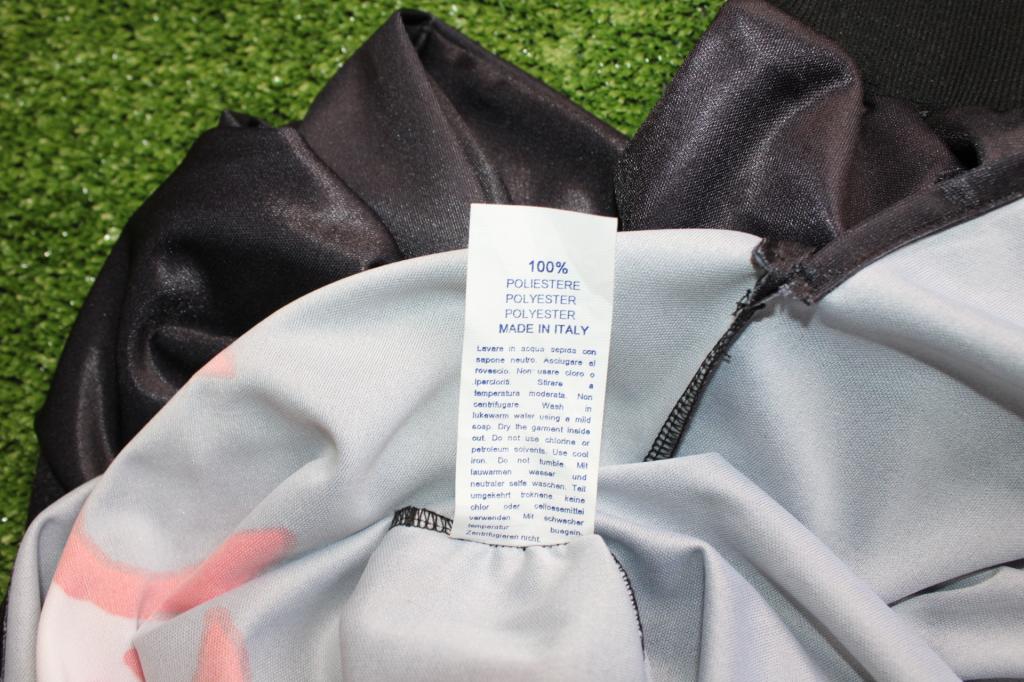 100%
POLIESTERE
POLYESTER
POLYESTER
MADE IN ITALY
Lavare in acqua tiepida con
sapone neutro. Asciugare al
rovescio. Non usare cloro o
ipercloriti. Stirare a
temperatura moderata. Non
centrifugare Wash in
lukewarm water using a mild
soap. Dry the garment inside
out. Do not use chlorine or
petroleum solvents. Use cool
iron. Do not tumble. Mit
lauwarmen wasser und
neutraler seife waschen. Teil
umgekehrt troknene. keine
chlor oder
verwenden Mit schwacher
temperatur buegeln.
Zentrifugieren nicht.